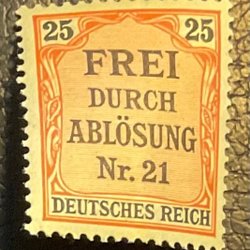 25 25
FREI
DURCH
ABLÖSUNG
Nr. 21
DEUTSCHES REICH